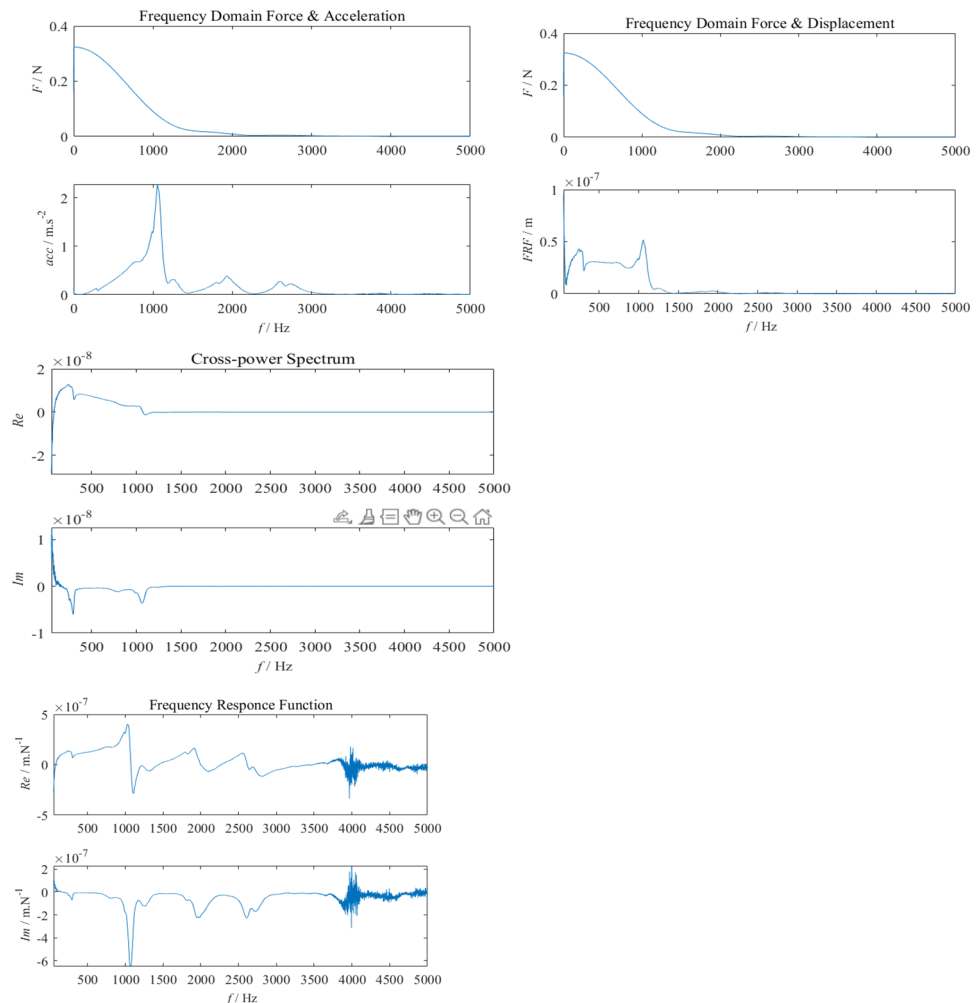 Frequency Domain Force & Acceleration
0.4
F / N
0.2
0
0 1000 2000 3000 4000 5000
2
acc / m.s-2
1
0
0 1000 2000 3000 4000 5000
f / Hz
Frequency Domain Force & Displacement
0.4
F / N
0.2
0
0 1000 2000 3000 4000 5000
×10-7
1
FRF / m
0.5
0
500 1000 1500 2000 2500 3000 3500 4000 4500 5000
f / Hz
Cross-power Spectrum
×10-8
2
Re
0
-2
500 1000 1500 2000 2500 3000 3500 4000 4500 5000
×10-8
1
Im
0
-1
500 1000 1500 2000 2500 3000 3500 4000 4500 5000
f / Hz
Frequency Responce Function
×10-7
5
Re / m.N-1
0
-5
500 1000 1500 2000 2500 3000 3500 4000 4500 5000
×10-7
2
0
Im / m.N-1
-2
-4
-6
500 1000 1500 2000 2500 3000 3500 4000 4500 5000
f / Hz